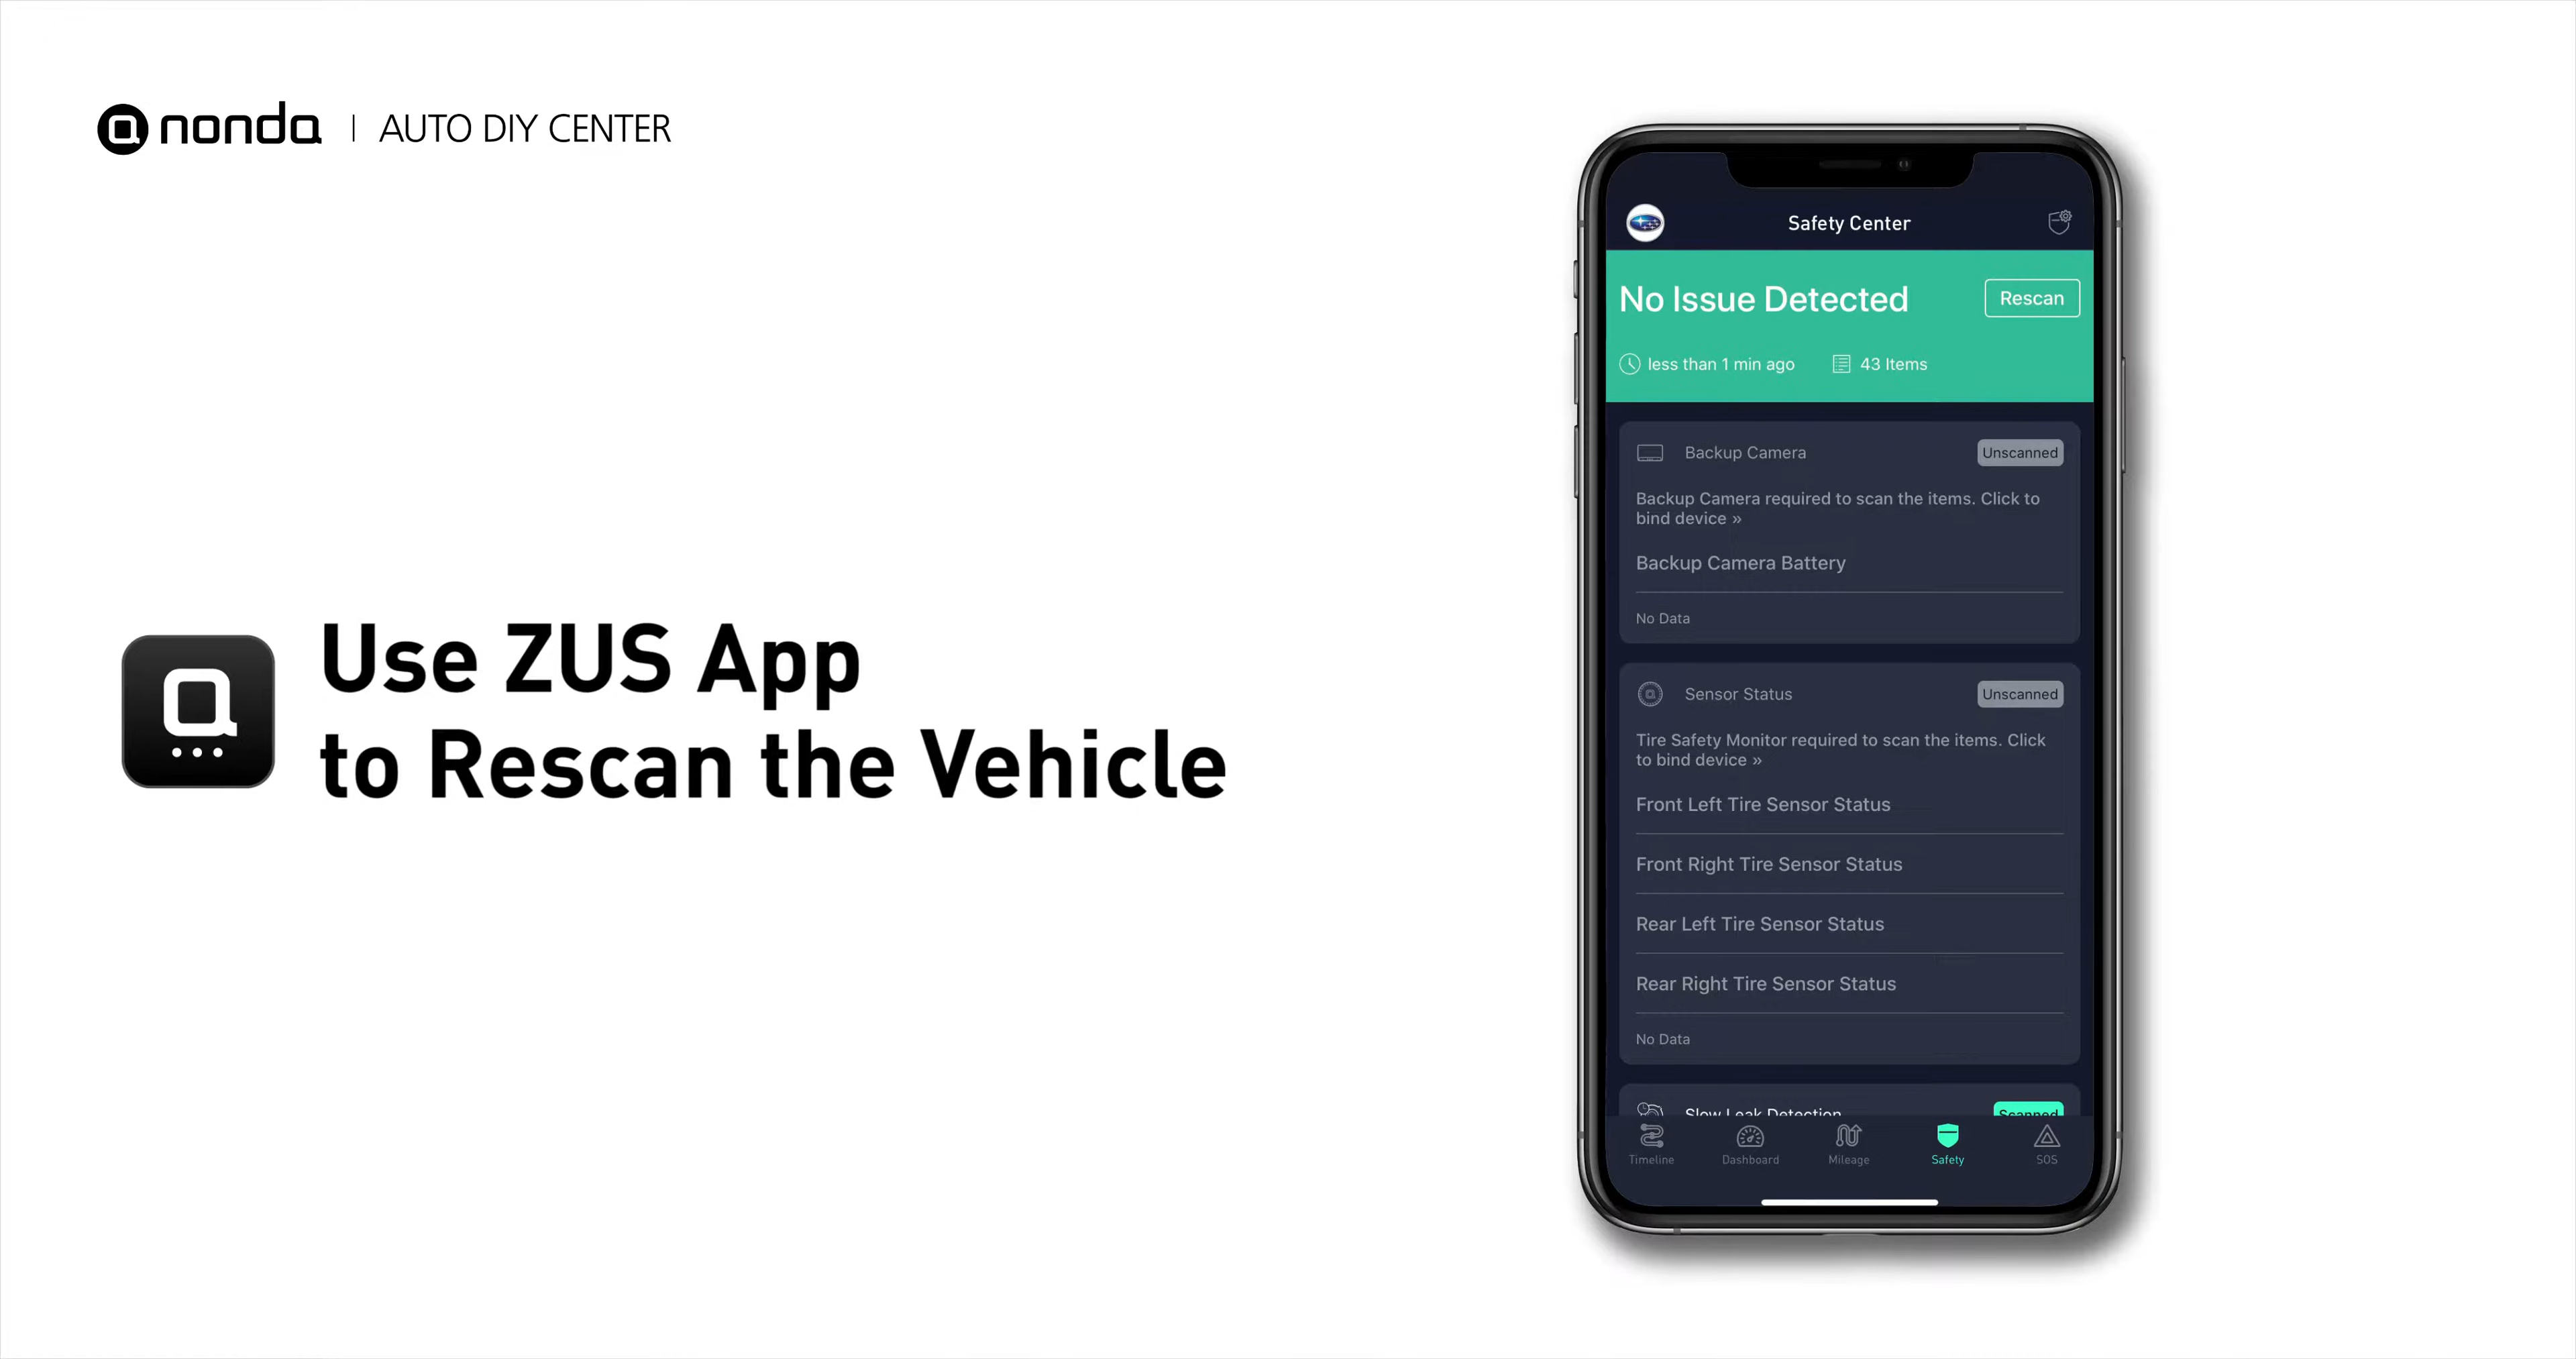 nonda | AUTO DIY CENTER
Use ZUS App
to Rescan the Vehicle
Safety Center
No Issue Detected
Rescan
less than 1 min ago
43 Items
Backup Camera
Unscanned
Backup Camera required to scan the items. Click to
bind device »
Backup Camera Battery
No Data
Sensor Status
Unscanned
Tire Safety Monitor required to scan the items. Click
to bind device »
Front Left Tire Sensor Status
Front Right Tire Sensor Status
Rear Left Tire Sensor Status
Rear Right Tire Sensor Status
No Data
Slow Leak Detection
Scanned
Timeline
Dashboard
Mileage
Safety
SOS